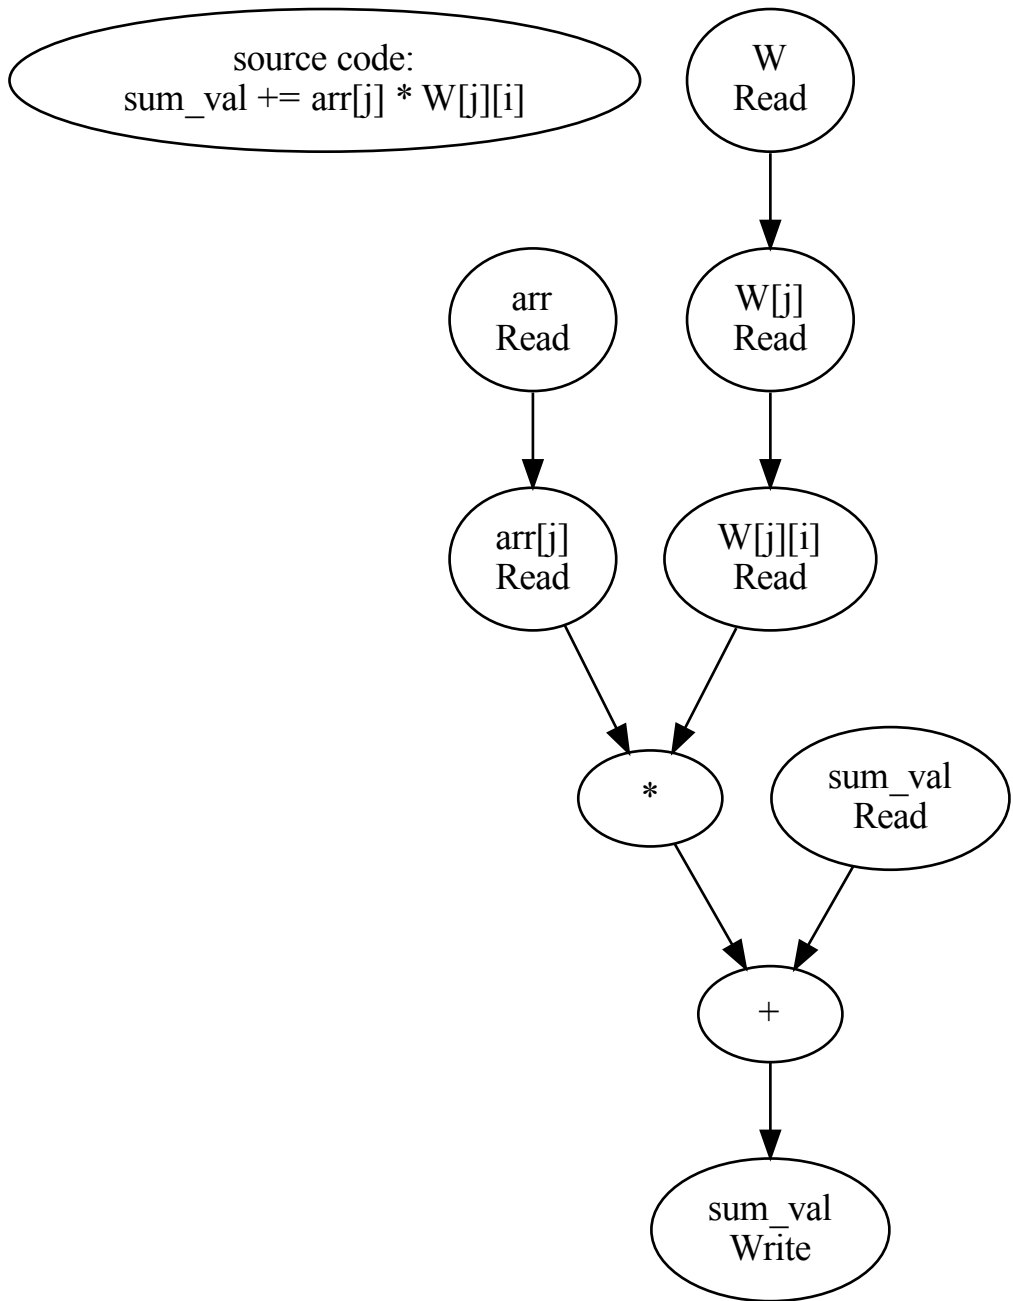 source code:
sum_val += arr[j] * W[j][i]
W
Read
arr
Read
W[j]
Read
arr[j]
Read
W[j][i]
Read
*
sum_val
Read
+
sum_val
Write